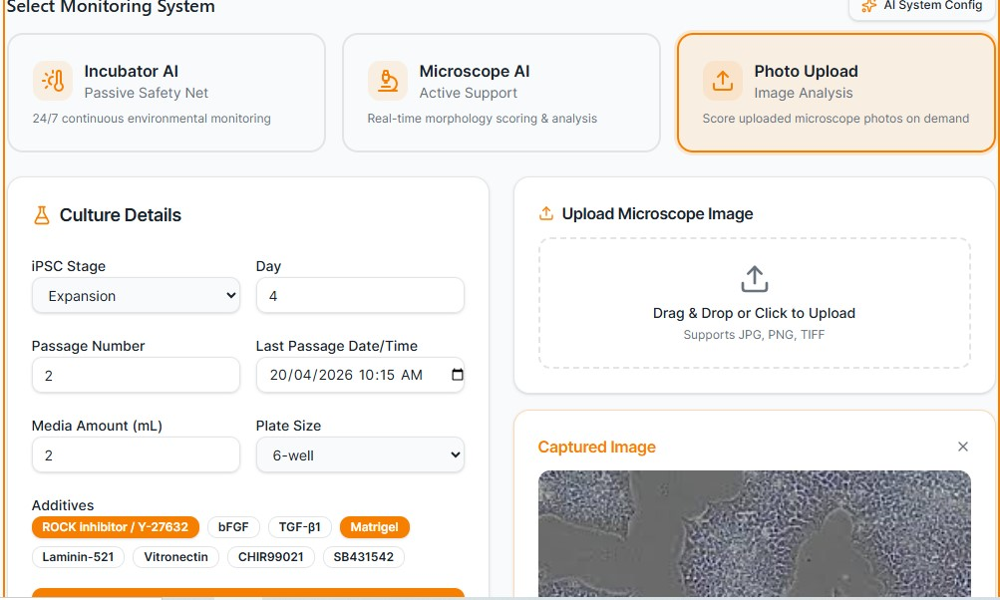 Select Monitoring System
AI System Config
Incubator AI
Passive Safety Net
24/7 continuous environmental monitoring
Microscope AI
Active Support
Real-time morphology scoring & analysis
Photo Upload
Image Analysis
Score uploaded microscope photos on demand
Culture Details
iPSC Stage
Day
Expansion
4
Passage Number
Last Passage Date/Time
2
20/04/2026 10:15 AM
Media Amount (mL)
Plate Size
2
6-well
Additives
ROCK Inhibitor / Y-27632
bFGF
TGF-β1
Matrigel
Laminin-521
Vitronectin
CHIR99021
SB431542
Upload Microscope Image
Drag & Drop or Click to Upload
Supports JPG, PNG, TIFF
Captured Image